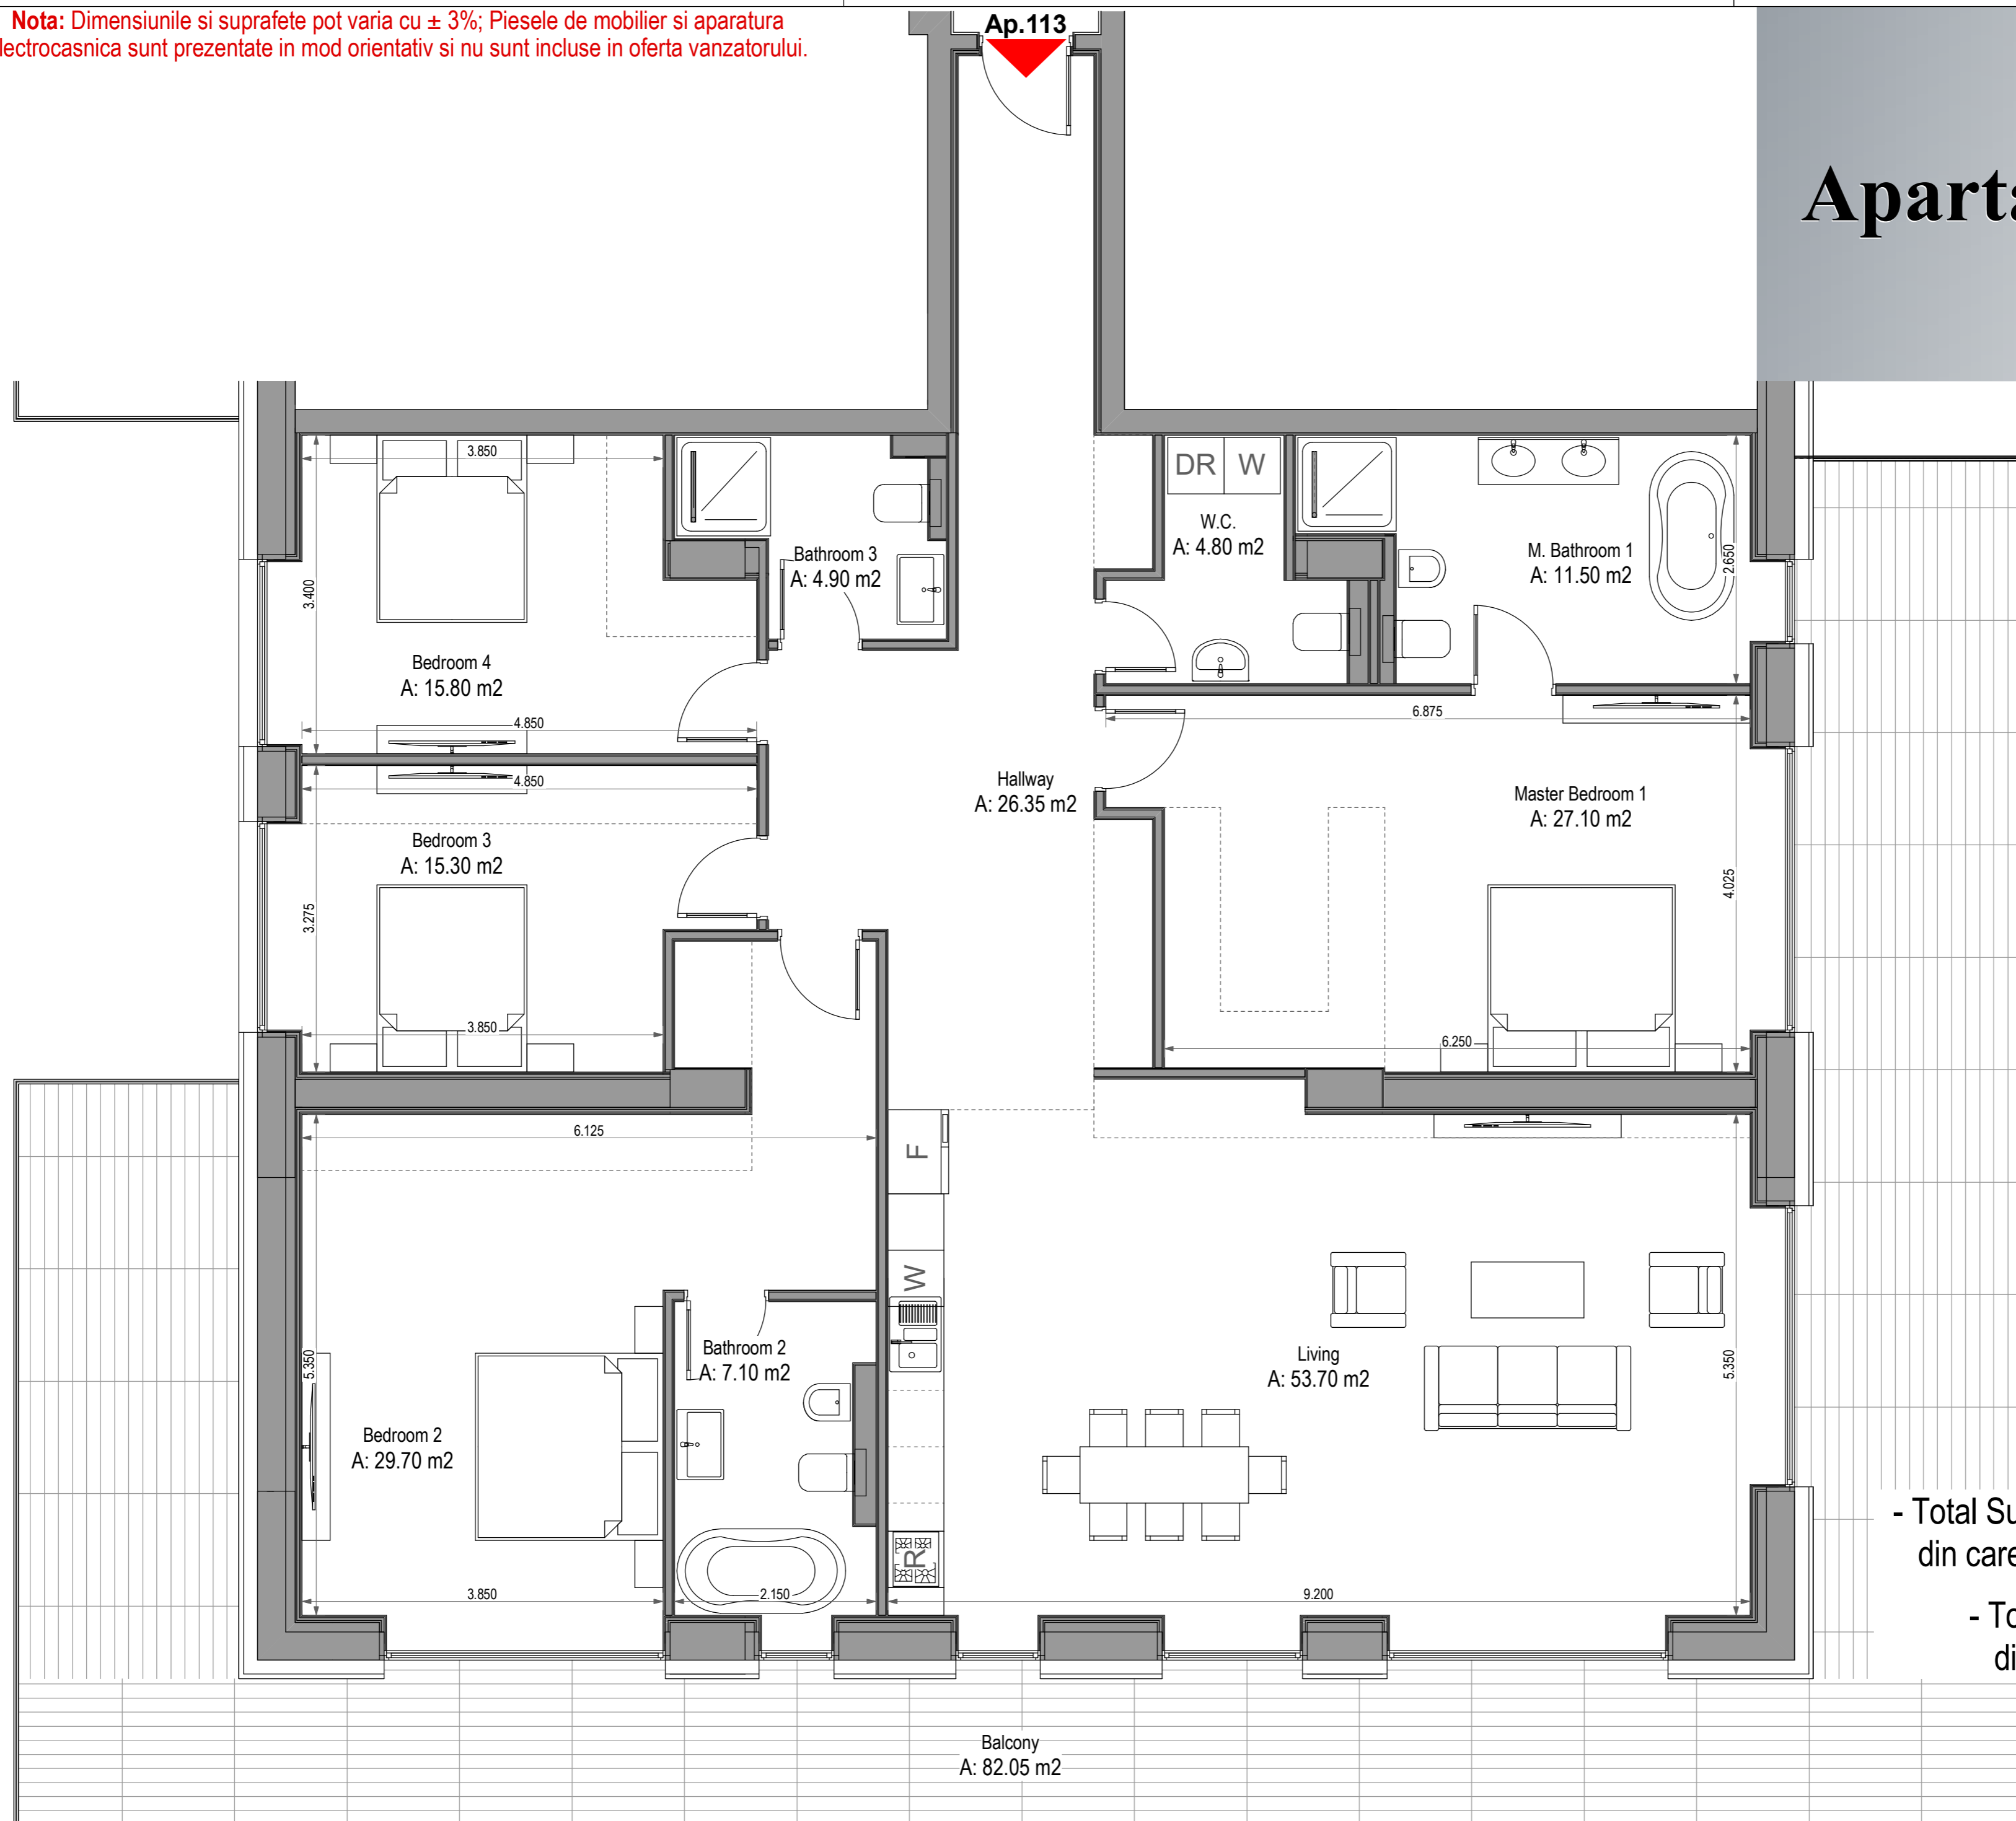 Nota: Dimensiunile si suprafete pot varia cu ± 3%; Piesele de mobilier si aparatura
lectrocasnica sunt prezentate in mod orientativ si nu sunt incluse in oferta vanzatorului.
Ap.113
Aparta
3.850
DR W
W.C.
A: 4.80 m2
Bathroom 3
A: 4.90 m2
M. Bathroom 1
A: 11.50 m2
2.650
3.400
Bedroom 4
A: 15.80 m2
4.850
6.875
4.850
Hallway
A: 26.35 m2
Master Bedroom 1
A: 27.10 m2
Bedroom 3
A: 15.30 m2
4.025
3.275
3.850
6.250
6.125
F
W
Bathroom 2
A: 7.10 m2
Living
A: 53.70 m2
5.350
5.350
Bedroom 2
A: 29.70 m2
R
3.850
2.150
9.200
- Total Su
din care
- To
di
Balcony
A: 82.05 m2